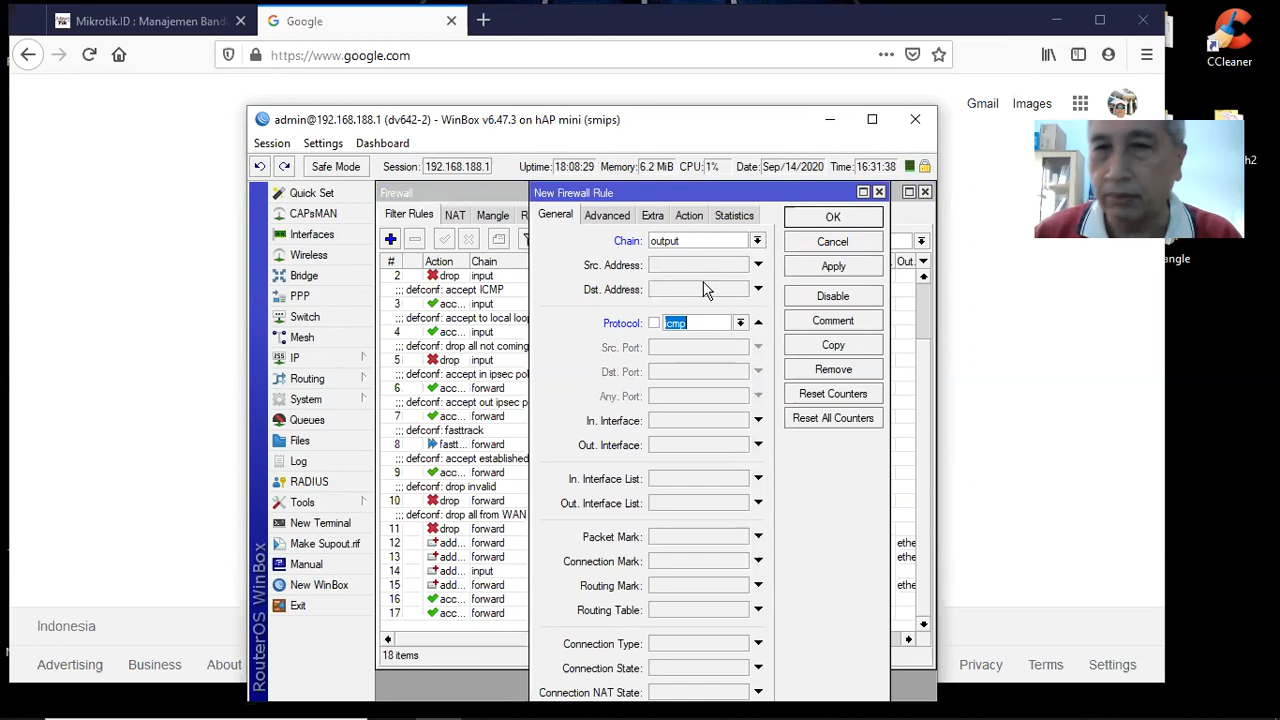 Mikrotik.ID : Manajemen Band
Google
https://www.google.com
CCleaner
Gmail
Images
admin@192.168.188.1 (dv642-2) - WinBox v6.47.3 on hAP mini (smips)
Session Settings Dashboard
Safe Mode Session: 192.168.188.1 Uptime: 18:08:29 Memory: 6.2 MiB CPU: 1% Date: Sep/14/2020 Time: 16:31:38
Quick Set
CAPsMAN
Interfaces
Wireless
Bridge
PPP
Switch
Mesh
IP
Routing
System
Queues
Files
Log
RADIUS
Tools
New Terminal
Make Supout.rif
Manual
New WinBox
Exit
RouterOS WinBox
Firewall
Filter Rules NAT Mangle R
# Action Chain
2 drop input
;;; defconf: accept ICMP
3 acc... input
;;; defconf: accept to local loop
4 acc... input
;;; defconf: drop all not coming
5 drop input
;;; defconf: accept in ipsec pol
6 acc... forward
;;; defconf: accept out ipsec p
7 acc... forward
;;; defconf: fasttrack
8 fastt... forward
;;; defconf: accept established
9 acc... forward
;;; defconf: drop invalid
10 drop forward
;;; defconf: drop all from WAN
11 drop forward
12 add... forward
13 add... forward
14 add... input
15 add... forward
16 acc... forward
17 acc... forward
18 items
New Firewall Rule
General Advanced Extra Action Statistics
Chain: output
Src. Address:
Dst. Address:
Protocol: icmp
Src. Port:
Dst. Port:
Any. Port:
In. Interface:
Out. Interface:
In. Interface List:
Out. Interface List:
Packet Mark:
Connection Mark:
Routing Mark:
Routing Table:
Connection Type:
Connection State:
Connection NAT State:
OK
Cancel
Apply
Disable
Comment
Copy
Remove
Reset Counters
Reset All Counters
Out.
ethe
ethe
ethe
h2
angle
Indonesia
Advertising Business About
Privacy Terms Settings